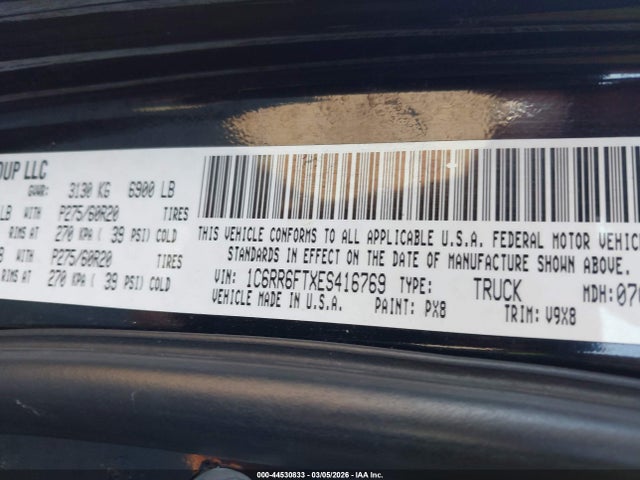 OUP LLC
GVWR: 3130 KG 6900 LB
LB WITH P275/60R20 TIRES
RIMS AT 270 KPA ( 39 PSI) COLD
B WITH P275/60R20 TIRES
RIMS AT 270 KPA ( 39 PSI) COLD
THIS VEHICLE CONFORMS TO ALL APPLICABLE U.S.A. FEDERAL MOTOR VEHIC
STANDARDS IN EFFECT ON THE DATE OF MANUFACTURE SHOWN ABOVE.
VIN: 1C6RR6FTXES416769 TYPE: TRUCK MDH: 070
VEHICLE MADE IN U.S.A. PAINT: PX8 TRIM: V9X8
000-44530833 - 03/05/2026 - IAA Inc.